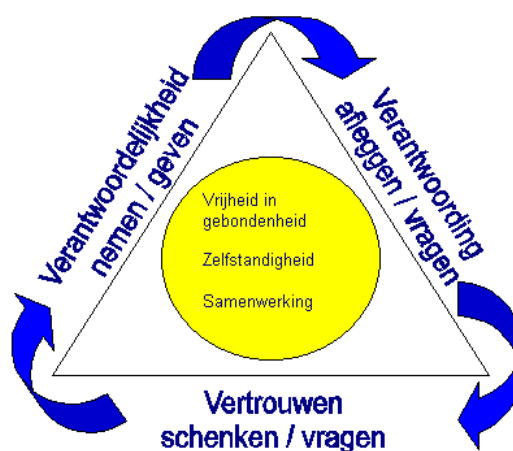 Verantwoordelijkheid
nemen / geven
Verantwoording
afleggen / vragen
Vrijheid in
gebondenheid
Zelfstandigheid
Samenwerking
Vertrouwen
schenken / vragen